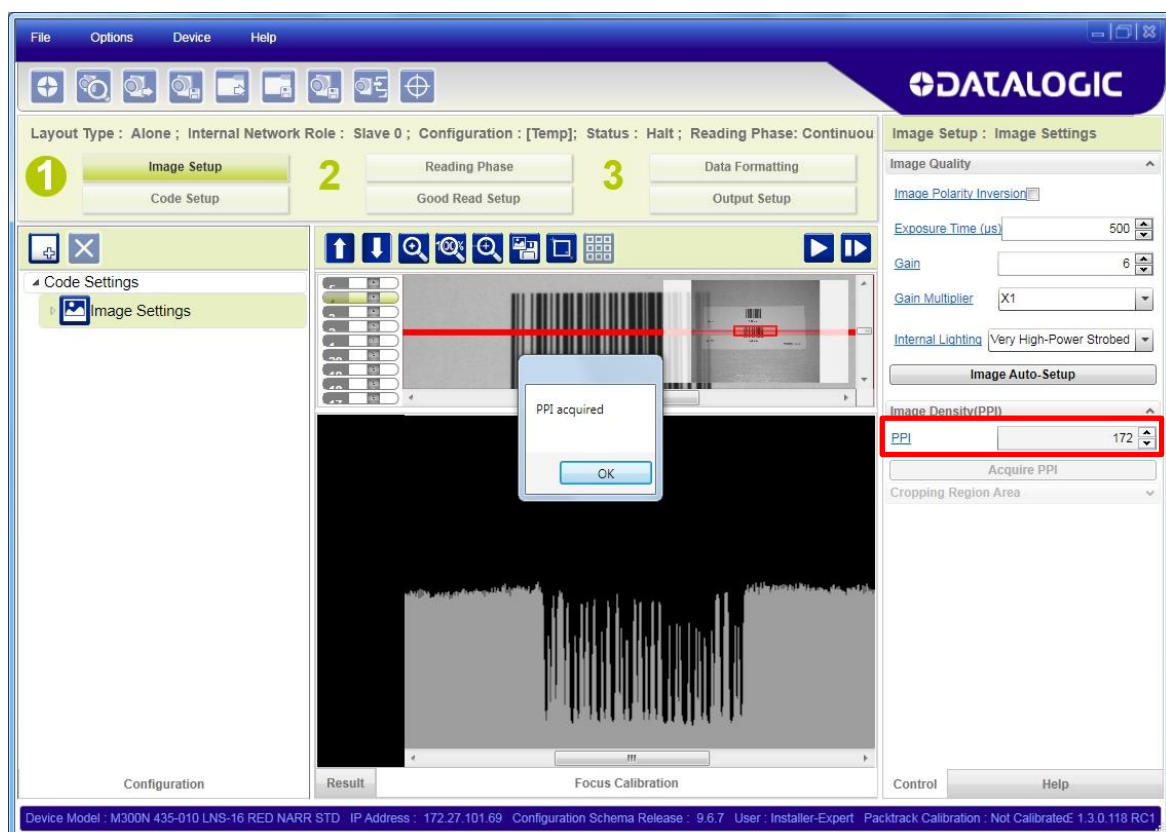 File Options Device Help
DATALOGIC
Layout Type : Alone ; Internal Network Role : Slave 0 ; Configuration : [Temp]; Status : Halt ; Reading Phase: Continuou
Image Setup : Image Settings
1 Image Setup 2 Reading Phase 3 Data Formatting
Code Setup Good Read Setup Output Setup
Image Quality
Image Polarity Inversion
Exposure Time (µs) 500
Gain 6
Gain Multiplier X1
Internal Lighting Very High-Power Strobed
Image Auto-Setup
Image Density(PPI)
PPI 172
Acquire PPI
Cropping Region Area
Code Settings
Image Settings
100%
PPI acquired
OK
Configuration
Result Focus Calibration
Control Help
Device Model : M300N 435-010 LNS-16 RED NARR STD IP Address : 172.27.101.69 Configuration Schema Release : 9.6.7 User : Installer-Expert Packtrack Calibration : Not CalibratedE 1.3.0.118 RC1